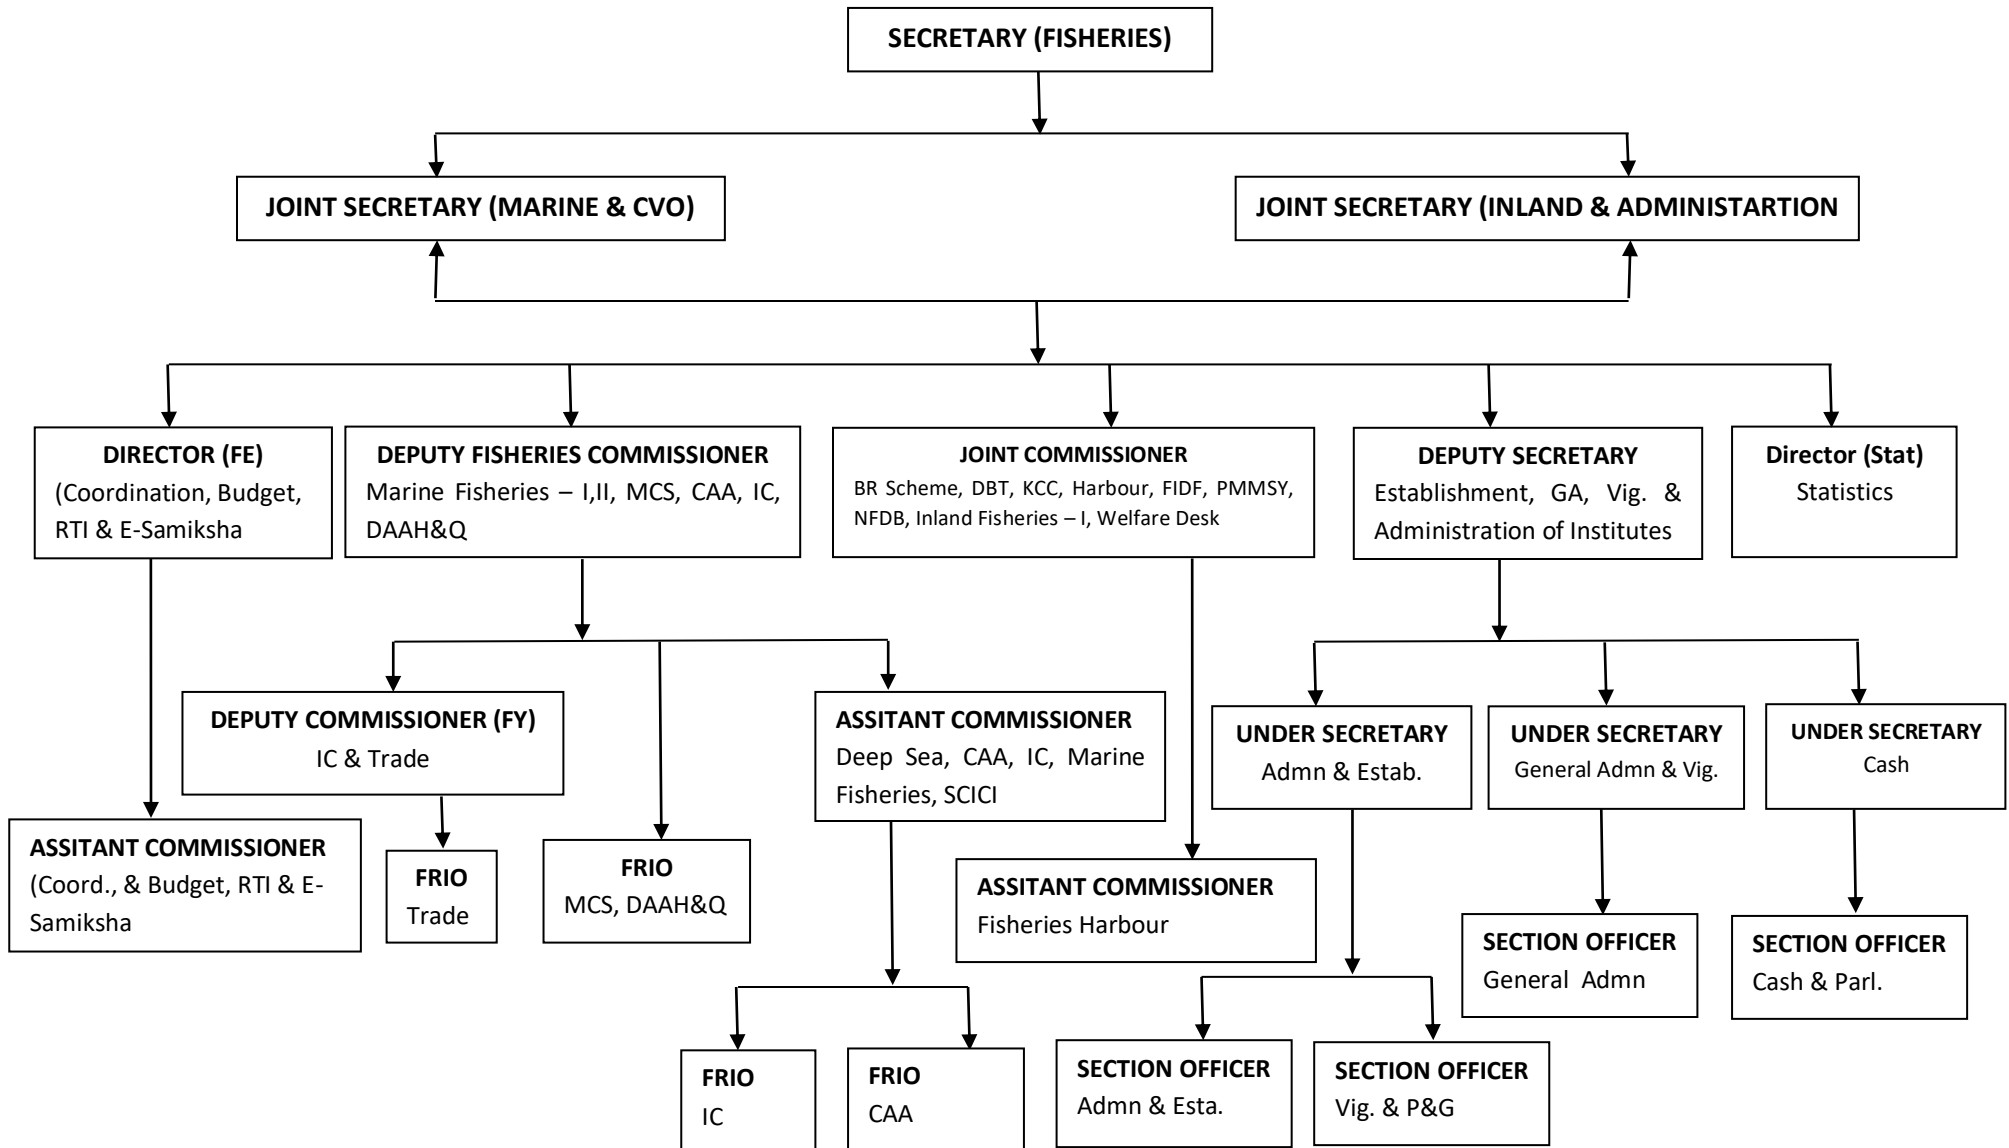 SECRETARY (FISHERIES)
JOINT SECRETARY (MARINE & CVO)
JOINT SECRETARY (INLAND & ADMINISTARTION
DIRECTOR (FE)
(Coordination, Budget,
RTI & E-Samiksha
DEPUTY FISHERIES COMMISSIONER
Marine Fisheries – I,II, MCS, CAA, IC,
DAAH&Q
JOINT COMMISSIONER
BR Scheme, DBT, KCC, Harbour, FIDF, PMMSY,
NFDB, Inland Fisheries – I, Welfare Desk
DEPUTY SECRETARY
Establishment, GA, Vig. &
Administration of Institutes
Director (Stat)
Statistics
DEPUTY COMMISSIONER (FY)
IC & Trade
ASSITANT COMMISSIONER
Deep Sea, CAA, IC, Marine
Fisheries, SCICI
UNDER SECRETARY
Admn & Estab.
UNDER SECRETARY
General Admn & Vig.
UNDER SECRETARY
Cash
ASSITANT COMMISSIONER
(Coord., & Budget, RTI & E-
Samiksha
FRIO
Trade
FRIO
MCS, DAAH&Q
ASSITANT COMMISSIONER
Fisheries Harbour
SECTION OFFICER
General Admn
SECTION OFFICER
Cash & Parl.
FRIO
IC
FRIO
CAA
SECTION OFFICER
Admn & Esta.
SECTION OFFICER
Vig. & P&G